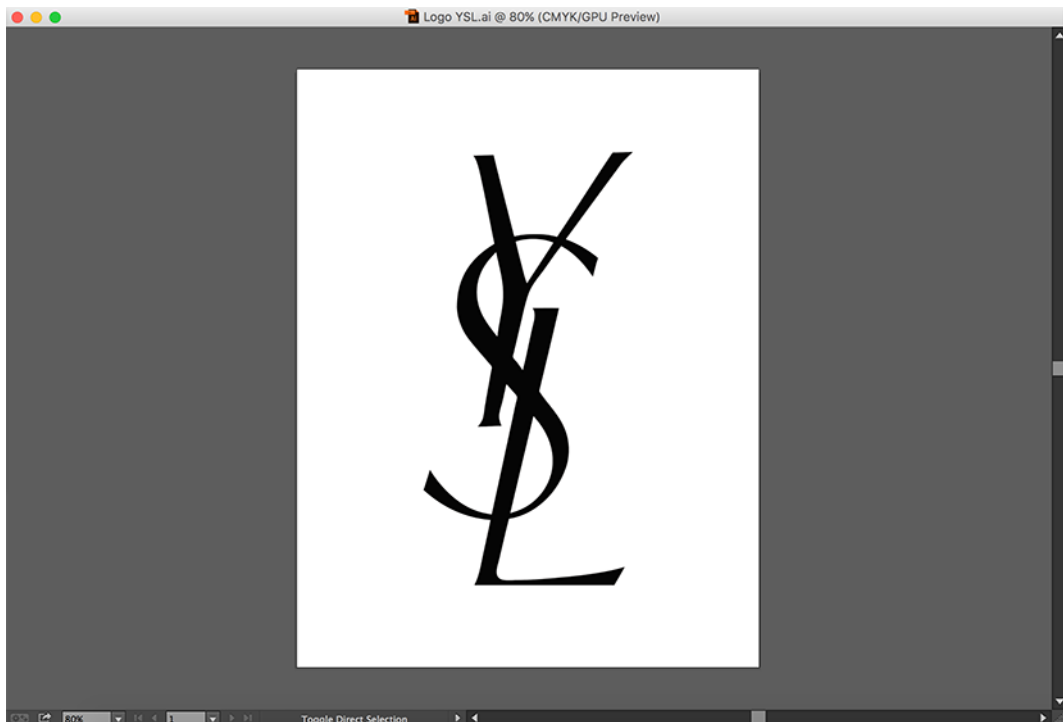 Logo YSL.ai @ 80% (CMYK/GPU Preview)
YSL
80% 1 Toggle Direct Selection